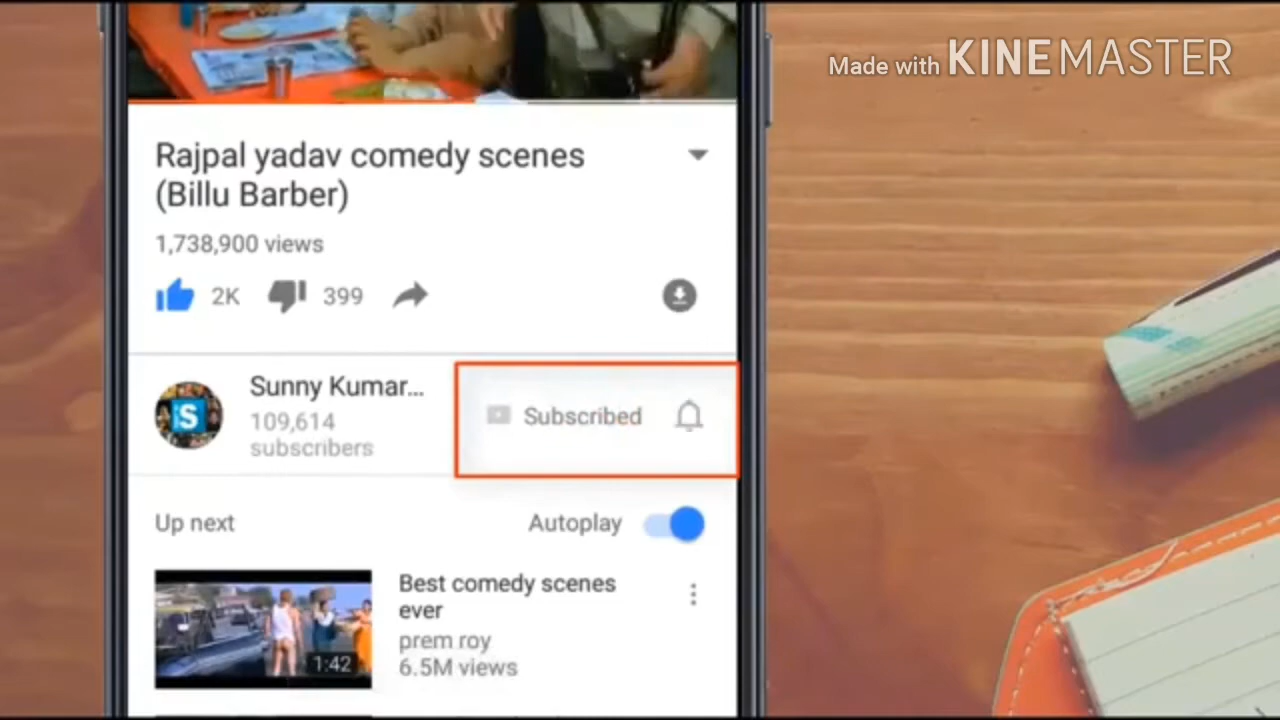 Made with KINEMASTER
Rajpal yadav comedy scenes
(Billu Barber)
1,738,900 views
2K 399
Sunny Kumar...
109,614
subscribers
S
Subscribed
Up next Autoplay
Best comedy scenes
ever
prem roy
6.5M views
1:42